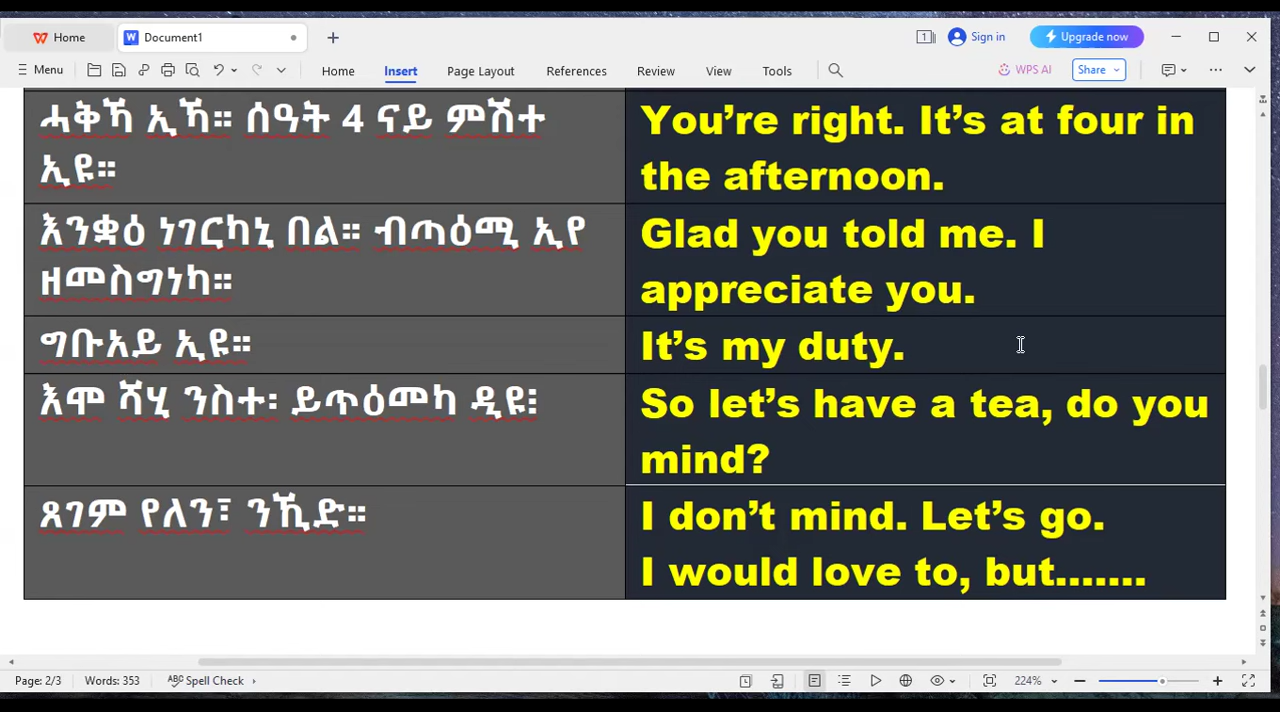 Home
Document1
Sign in
Upgrade now
Menu
Home
Insert
Page Layout
References
Review
View
Tools
WPS AI
Share
ሓቅኻ ኢኻ። ሰዓት 4 ናይ ምሸተ
ኢዩ።
You’re right. It’s at four in
the afternoon.
እንቋዕ ነገርካኒ በል። ብጣዕሚ ኢየ
ዘመስግነካ።
Glad you told me. I
appreciate you.
ግቡአይ ኢዩ።
It’s my duty.
እሞ ሻሂ ንስተ፡ ይጥዕመካ ዲዩ፧
So let’s have a tea, do you
mind?
ጸገም የለን፣ ንኺድ።
I don’t mind. Let’s go.
I would love to, but.......
Page: 2/3
Words: 353
ABC Spell Check
224%